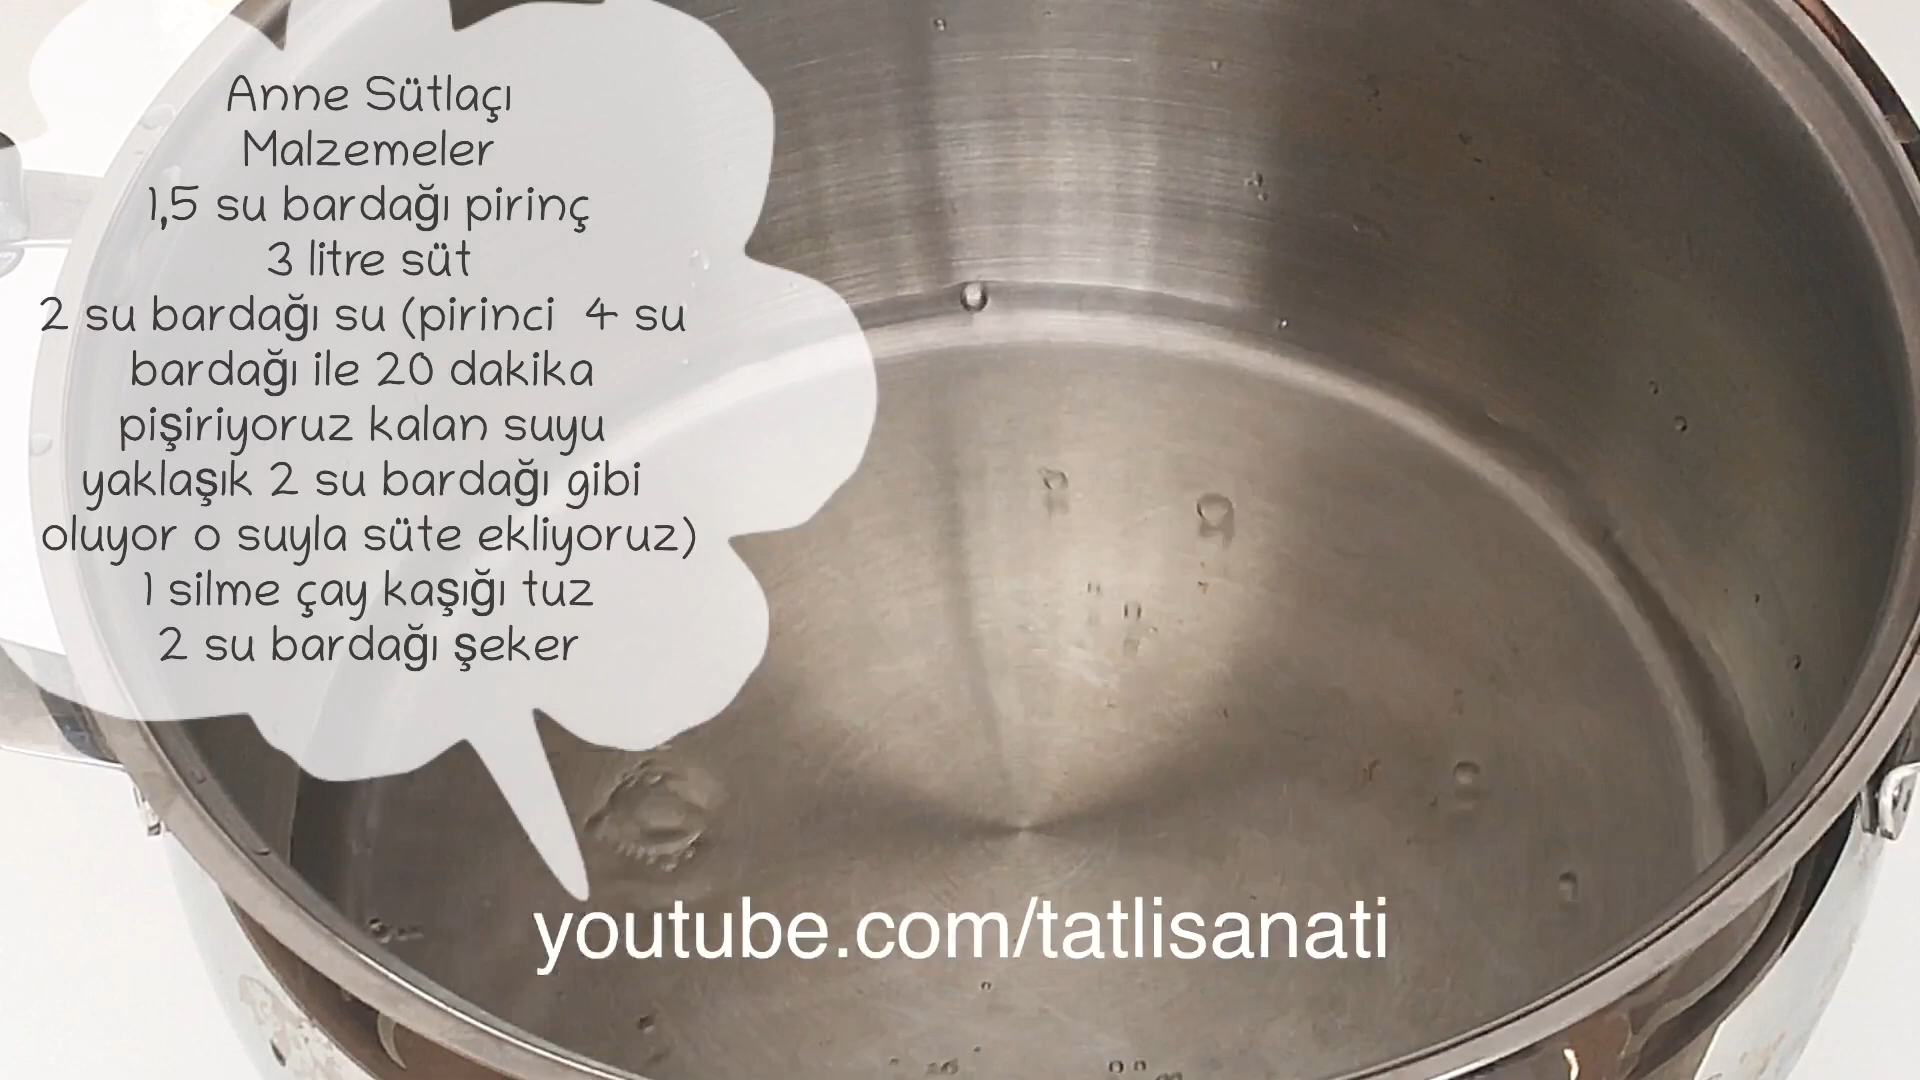 Anne Sütlaçı
Malzemeler
1,5 su bardağı pirinç
3 litre süt
2 su bardağı su (pirinci 4 su
bardağı ile 20 dakika
pişiriyoruz kalan suyu
yaklaşık 2 su bardağı gibi
oluyor o suyla süte ekliyoruz)
1 silme çay kaşığı tuz
2 su bardağı şeker
youtube.com/tatlisanati